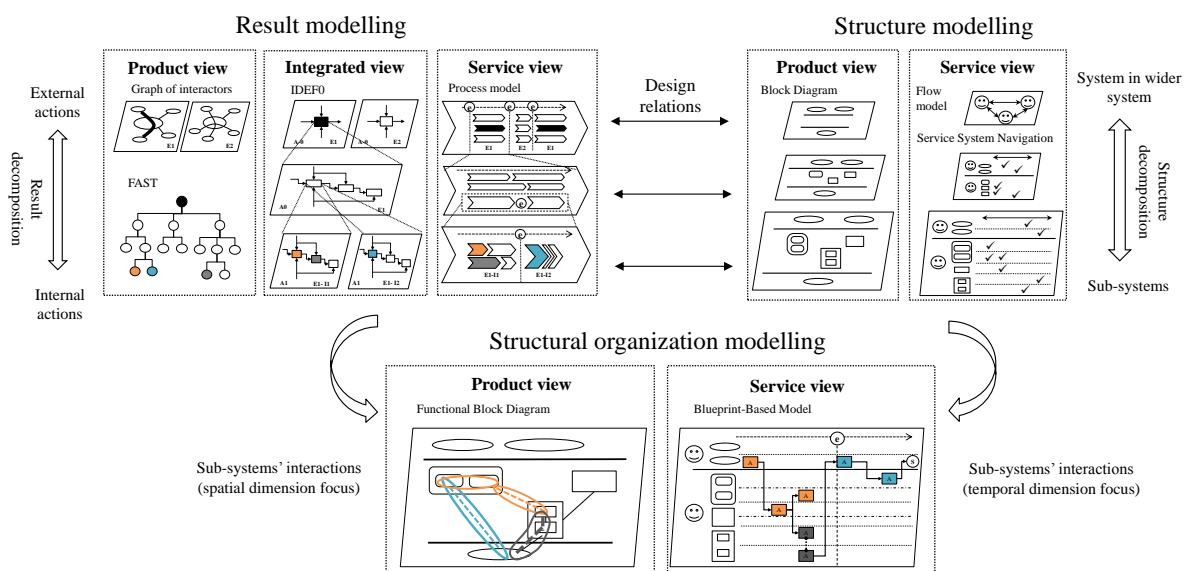 Result modelling
Structure modelling
Product view
Graph of interactors
E1
E2
FAST
Integrated view
IDEF0
A-0
E1
A-0
E2
A0
E1
A1
E1- I1
A1
E1- I2
Service view
Process model
e
e
e
E1
E2
E1
e
e
E1-I1
E1-I2
External
actions
Result
decomposition
Internal
actions
Design
relations
Product view
Block Diagram
Service view
Flow
model
Service System Navigation
System in wider
system
Structure
decomposition
Sub-systems
Structural organization modelling
Product view
Functional Block Diagram
Service view
Blueprint-Based Model
e
A
A
S
A
A
A
A
A
Sub-systems' interactions
(spatial dimension focus)
Sub-systems' interactions
(temporal dimension focus)